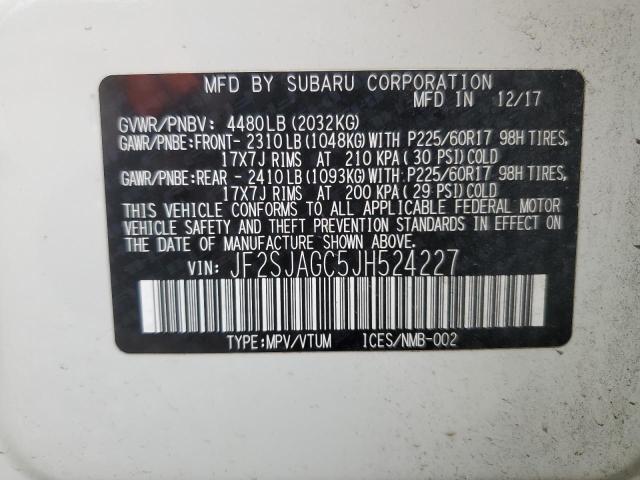 MFD BY SUBARU CORPORATION
MFD IN 12/17
GVWR/PNBV: 4480LB(2032KG)
GAWR/PNBE:FRONT- 2310LB(1048KG)WITH P225/60R17 98H TIRES,
17X7J RIMS AT 210 KPA( 30 PSI)COLD
GAWR/PNBE:REAR - 2410LB(1093KG)WITH P225/60R17 98H TIRES,
17X7J RIMS AT 200 KPA( 29 PSI)COLD
THIS VEHICLE CONFORMS TO ALL APPLICABLE FEDERAL MOTOR
VEHICLE SAFETY AND THEFT PREVENTION STANDARDS IN EFFECT
ON THE DATE OF MANUFACTURE SHOWN ABOVE.
VIN: JF2SJAGC5JH524227
TYPE:MPV/VTUM ICES/NMB-002